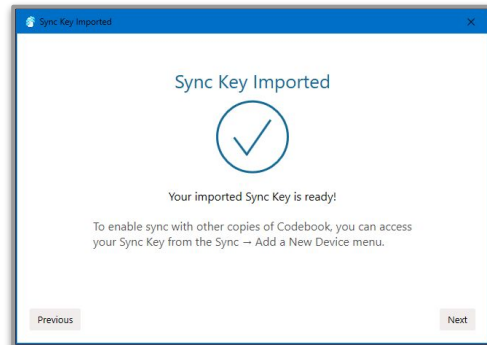 Sync Key Imported
Sync Key Imported
Your imported Sync Key is ready!
To enable sync with other copies of Codebook, you can access
your Sync Key from the Sync → Add a New Device menu.
Previous
Next